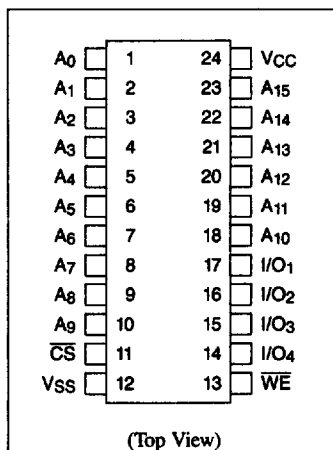 A0 1 24 VCC
A1 2 23 A15
A2 3 22 A14
A3 4 21 A13
A4 5 20 A12
A5 6 19 A11
A6 7 18 A10
A7 8 17 I/O1
A8 9 16 I/O2
A9 10 15 I/O3
C̅S̅ 11 14 I/O4
VSS 12 13 W̅E̅
(Top View)